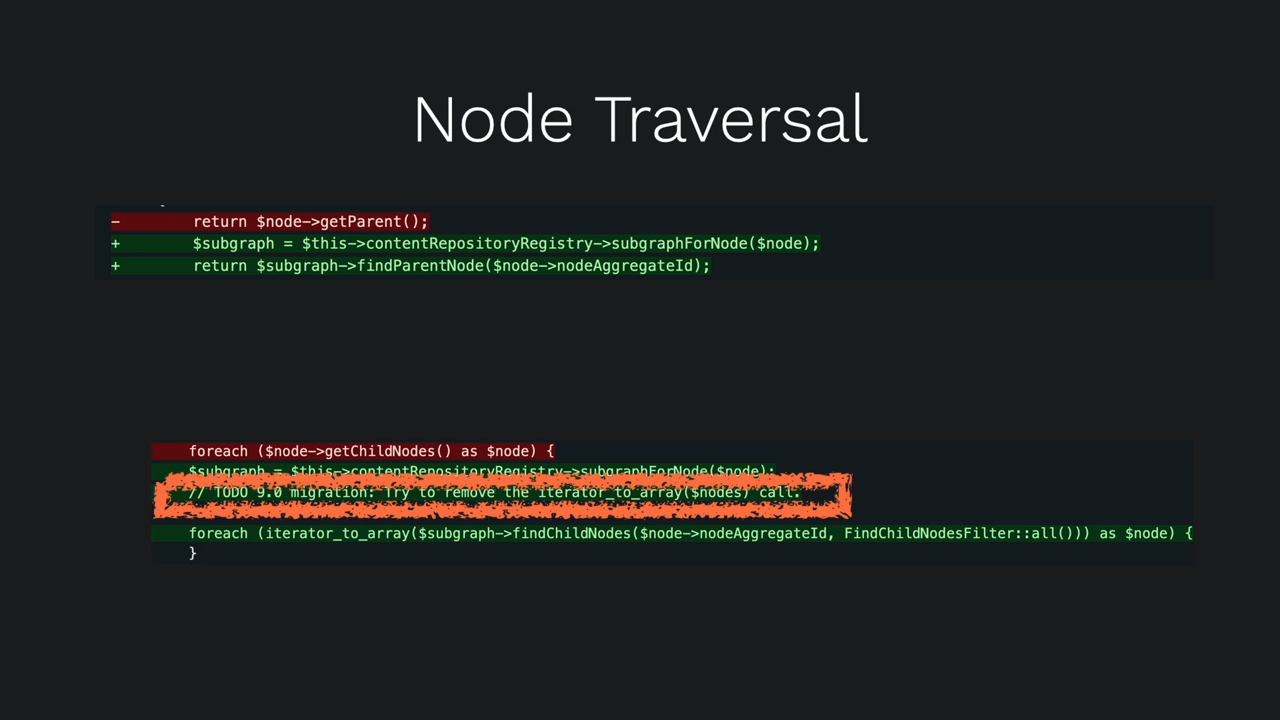 Node Traversal
-        return $node->getParent();
+        $subgraph = $this->contentRepositoryRegistry->subgraphForNode($node);
+        return $subgraph->findParentNode($node->nodeAggregateId);
foreach ($node->getChildNodes() as $node) {
$subgraph = $this->contentRepositoryRegistry->subgraphForNode($node);
// TODO 9.0 migration: Try to remove the iterator_to_array($nodes) call.
foreach (iterator_to_array($subgraph->findChildNodes($node->nodeAggregateId, FindChildNodesFilter::all())) as $node) {
}